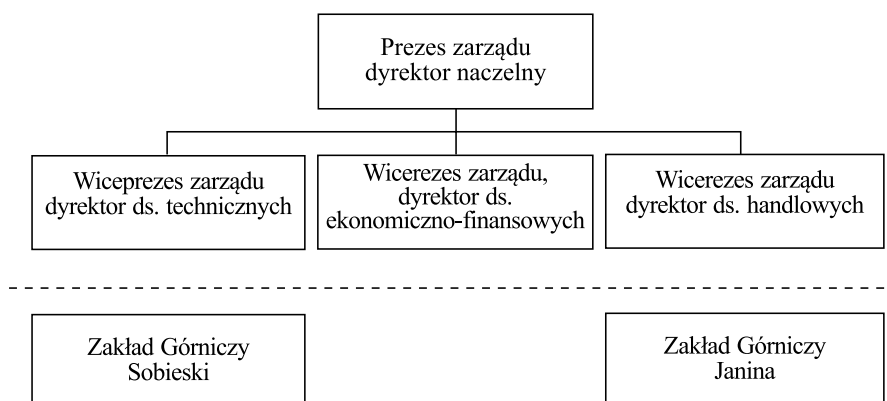 Prezes zarządu
dyrektor naczelny
Wiceprezes zarządu
dyrektor ds. technicznych
Wicerezes zarządu,
dyrektor ds.
ekonomiczno-finansowych
Wicerezes zarządu
dyrektor ds. handlowych
Zakład Górniczy
Sobieski
Zakład Górniczy
Janina